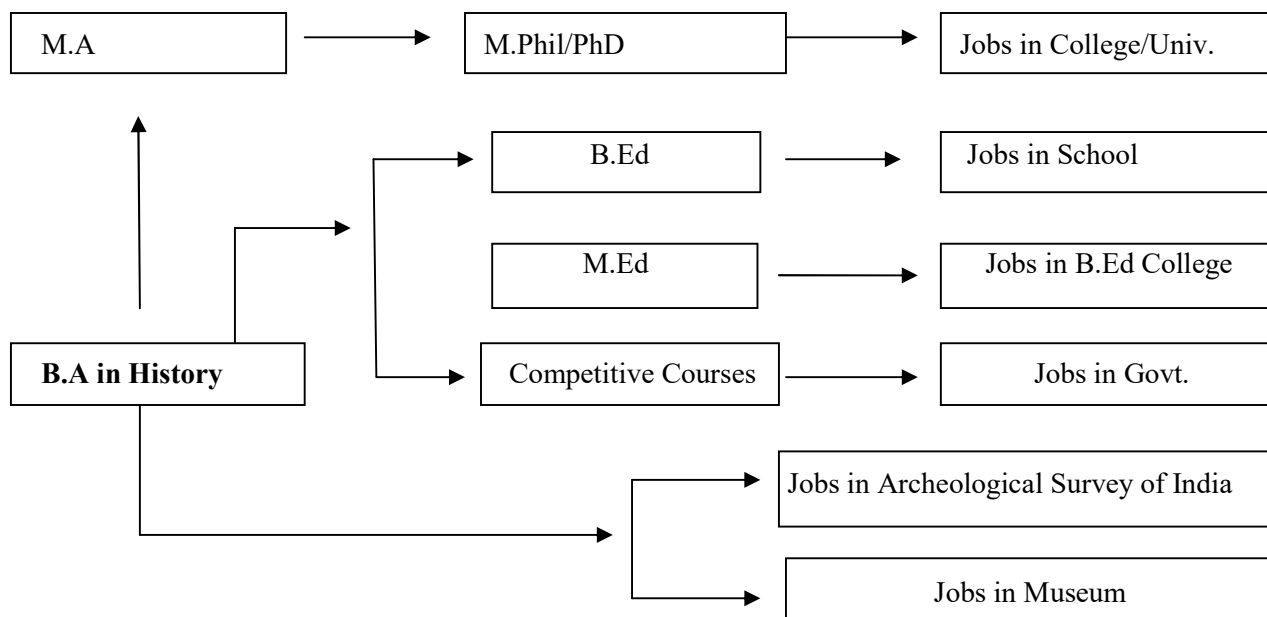 M.A
M.Phil/PhD
Jobs in College/Univ.
B.Ed
Jobs in School
M.Ed
Jobs in B.Ed College
B.A in History
Competitive Courses
Jobs in Govt.
Jobs in Archeological Survey of India
Jobs in Museum